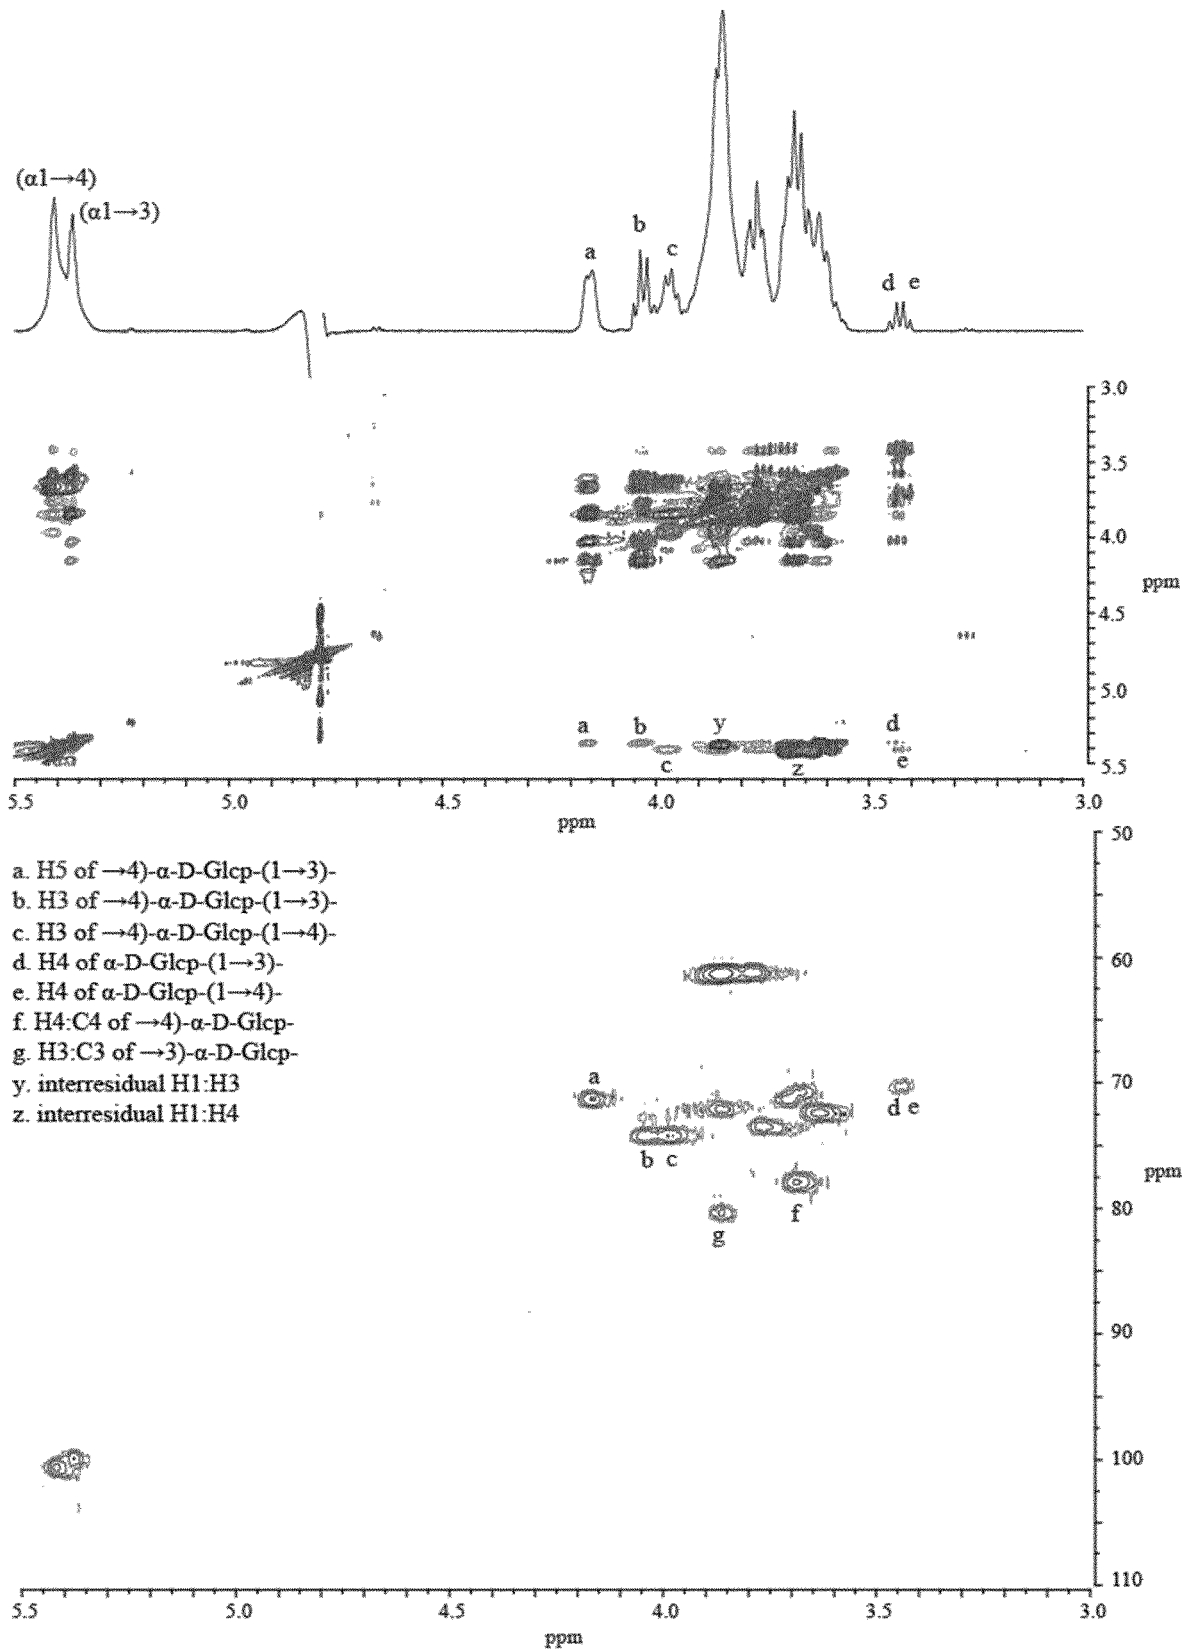 (α1→4)
(α1→3)
a
b
c
d e
3.0
3.5
4.0
ppm
4.5
5.0
5.5
a b y d
c z e
5.5 5.0 4.5 4.0 3.5 3.0
ppm
50
a. H5 of →4)-α-D-Glcp-(1→3)-
b. H3 of →4)-α-D-Glcp-(1→3)-
c. H3 of →4)-α-D-Glcp-(1→4)-
d. H4 of α-D-Glcp-(1→3)-
e. H4 of α-D-Glcp-(1→4)-
f. H4:C4 of →4)-α-D-Glcp-
g. H3:C3 of →3)-α-D-Glcp-
y. interresidual H1:H3
z. interresidual H1:H4
60
70
a
d e
b c
ppm
80
f
g
90
100
110
5.5 5.0 4.5 4.0 3.5 3.0
ppm